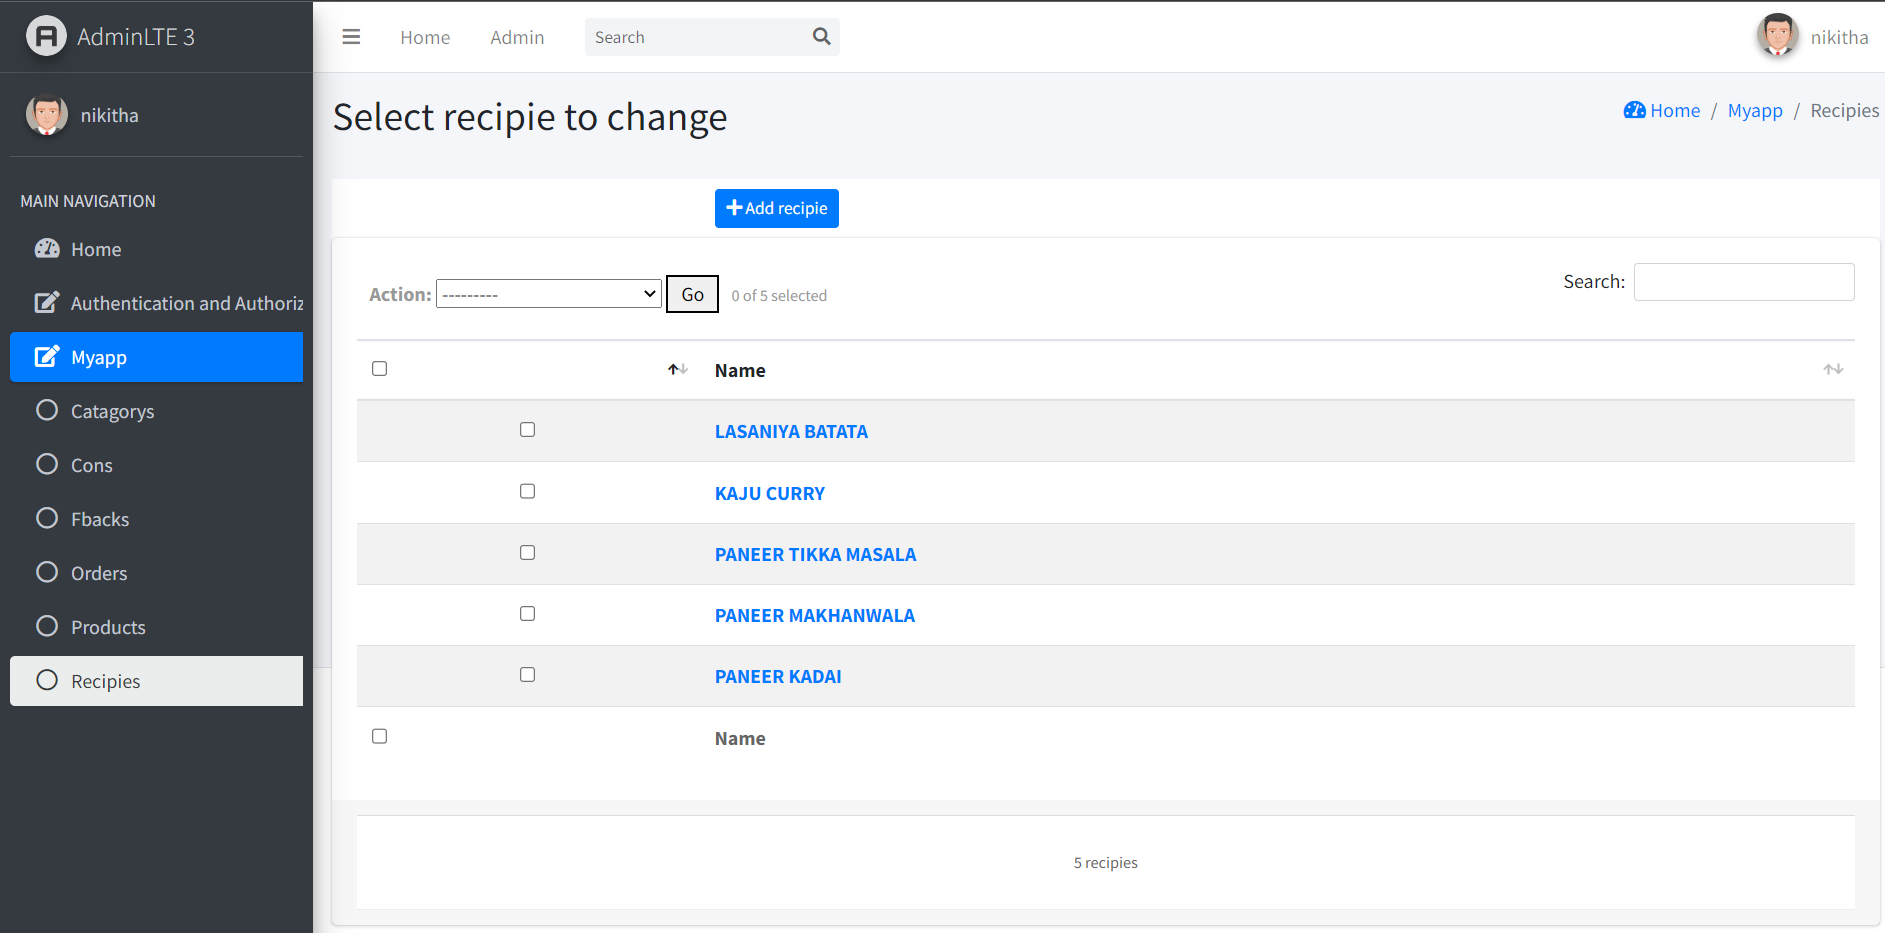 AdminLTE 3
Home
Admin
Search
nikitha
nikitha
Select recipie to change
Home / Myapp / Recipies
MAIN NAVIGATION
Home
Authentication and Authoriz
Myapp
Catagorys
Cons
Fbacks
Orders
Products
Recipies
Add recipie
Action: --------- Go 0 of 5 selected
Search:
Name
LASANIYA BATATA
KAJU CURRY
PANEER TIKKA MASALA
PANEER MAKHANWALA
PANEER KADAI
Name
5 recipies